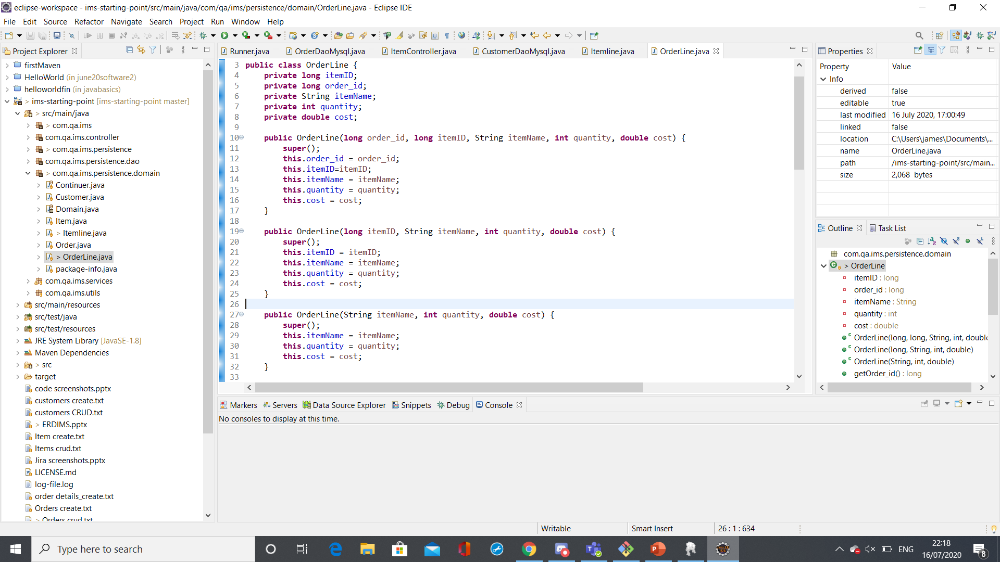 eclipse-workspace - ims-starting-point/src/main/java/com/qa/ims/persistence/domain/OrderLine.java - Eclipse IDE
File Edit Source Refactor Navigate Search Project Run Window Help
Project Explorer
firstMaven
HelloWorld (in june20software2)
helloworldfin (in javabasics)
> ims-starting-point [ims-starting-point master]
> src/main/java
> com.qa.ims
com.qa.ims.controller
> com.qa.ims.persistence
com.qa.ims.persistence.dao
> com.qa.ims.persistence.domain
Continuer.java
Customer.java
Domain.java
Item.java
> Itemline.java
Order.java
> OrderLine.java
package-info.java
com.qa.ims.services
com.qa.ims.utils
src/main/resources
src/test/java
src/test/resources
JRE System Library [JavaSE-1.8]
Maven Dependencies
> src
target
code screenshots.pptx
customers create.txt
customers CRUD.txt
> ERDIMS.pptx
Item create.txt
Items crud.txt
Jira screenshots.pptx
LICENSE.md
log-file.log
order details_create.txt
Orders create.txt
> Orders crud.txt
Runner.java OrderDaoMysql.java ItemController.java CustomerDaoMysql.java Itemline.java OrderLine.java
3 public class OrderLine {
4 private long itemID;
5 private long order_id;
6 private String itemName;
7 private int quantity;
8 private double cost;
9
10 public OrderLine(long order_id, long itemID, String itemName, int quantity, double cost) {
11 super();
12 this.order_id = order_id;
13 this.itemID=itemID;
14 this.itemName = itemName;
15 this.quantity = quantity;
16 this.cost = cost;
17 }
18
19 public OrderLine(long itemID, String itemName, int quantity, double cost) {
20 super();
21 this.itemID = itemID;
22 this.itemName = itemName;
23 this.quantity = quantity;
24 this.cost = cost;
25 }
26
27 public OrderLine(String itemName, int quantity, double cost) {
28 super();
29 this.itemName = itemName;
30 this.quantity = quantity;
31 this.cost = cost;
32 }
33
Properties
Property Value
Info
derived false
editable true
last modified 16 July 2020, 17:00:49
linked false
location C:\Users\james\Documents\...
name OrderLine.java
path /ims-starting-point/src/main...
size 2,068 bytes
Outline Task List
com.qa.ims.persistence.domain
> OrderLine
itemID : long
order_id : long
itemName : String
quantity : int
cost : double
OrderLine(long, long, String, int, double
OrderLine(long, String, int, double)
OrderLine(String, int, double)
getOrder_id() : long
Markers Servers Data Source Explorer Snippets Debug Console
No consoles to display at this time.
Writable Smart Insert 26 : 1 : 634
Type here to search
ENG
22:18
16/07/2020
8